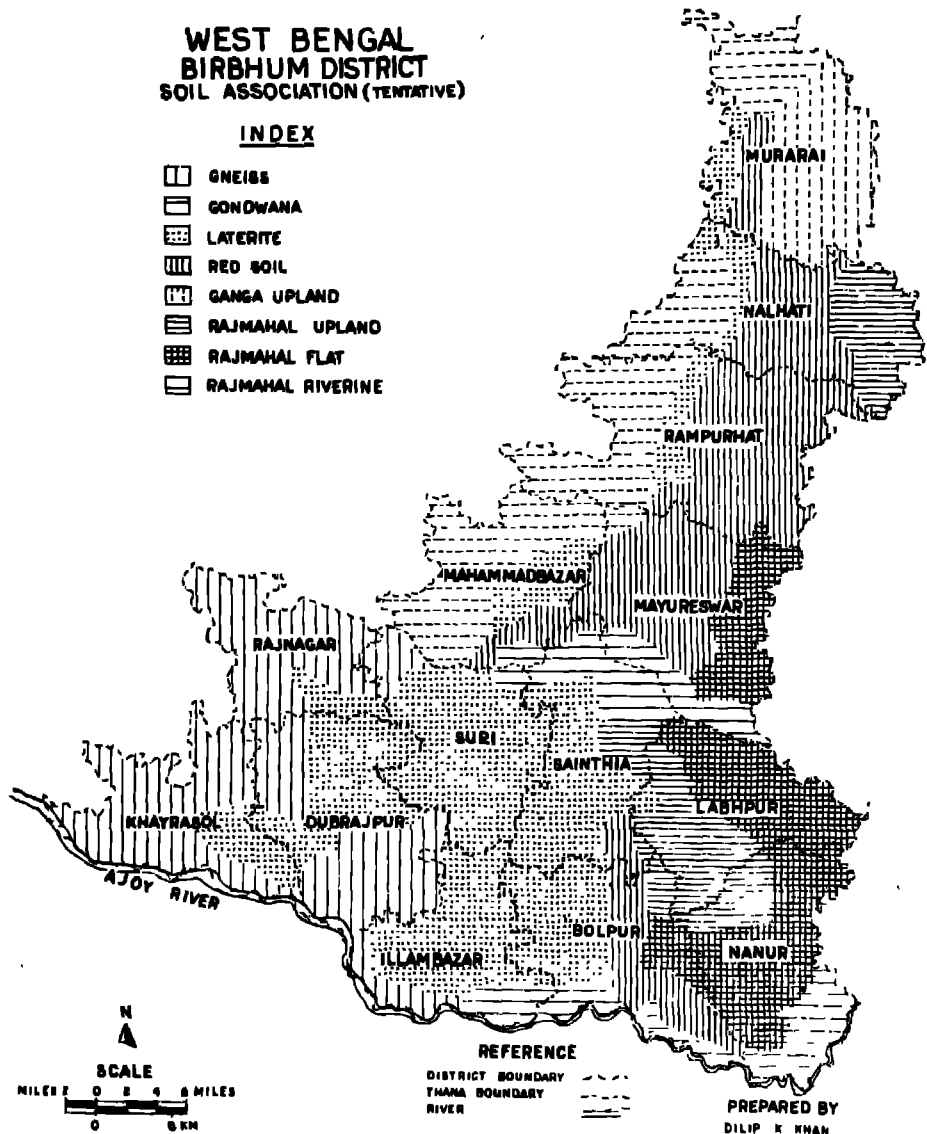 WEST BENGAL
BIRBHUM DISTRICT
SOIL ASSOCIATION (TENTATIVE)
INDEX
GNEISS
GONDWANA
LATERITE
RED SOIL
GANGA UPLAND
RAJMAHAL UPLAND
RAJMAHAL FLAT
RAJMAHAL RIVERINE
MURARAI
NALHATI
RAMPURHAT
MAHAMMADBAZAR
MAYURESWAR
RAJNAGAR
SURI
SAINTHIA
LABHPUR
KHAYRASOL
DUBRAJPUR
AJOY RIVER
BOLPUR
NANUR
ILLAMBAZAR
N
SCALE
MILES 2 0 2 4 6 MILES
0 8 KM
REFERENCE
DISTRICT BOUNDARY
THANA BOUNDARY
RIVER
PREPARED BY
DILIP K KHAN